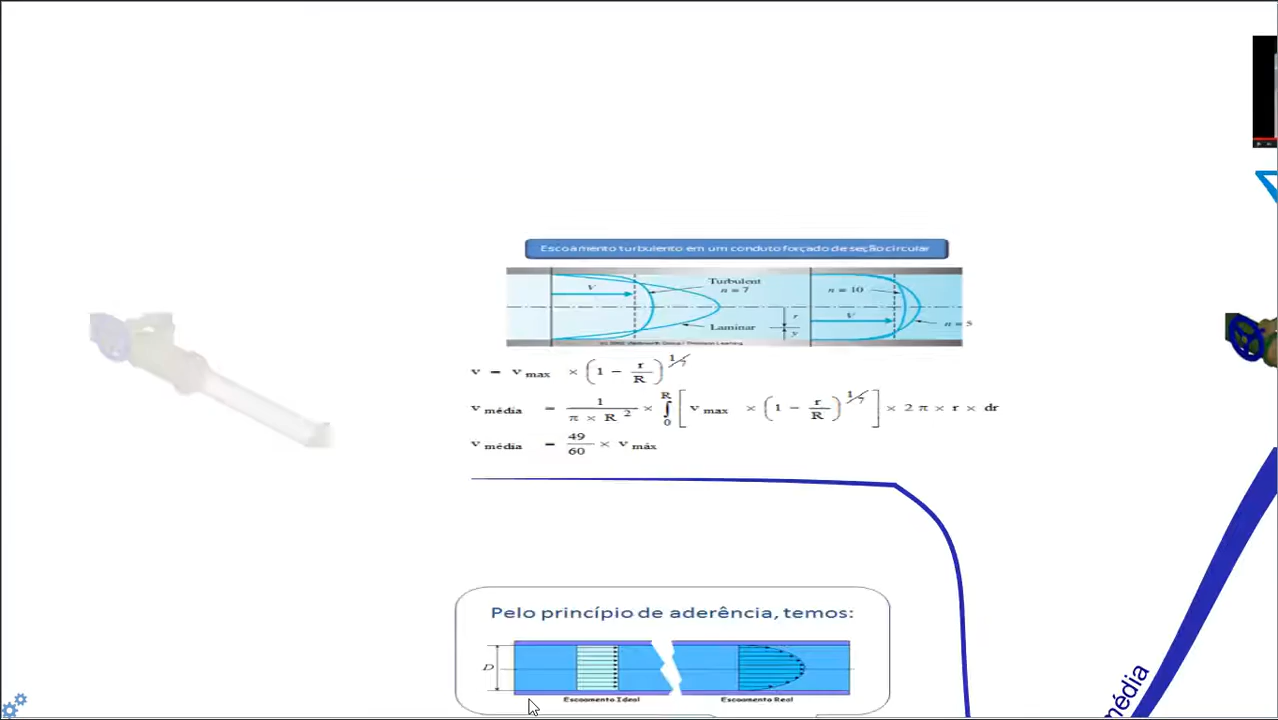 Escoamento turbulento em um conduto forçado de seção circular
V
Turbulent
n = 7
Laminar
r
y
n = 10
V
n = 5
v = v max × ( 1 − r/R ) 1/7
v média = 1 / π × R 2 × ∫ 0 R [ v max × ( 1 − r/R ) 1/7 ] × 2 π × r × dr
v média = 49/60 × v máx
Pelo princípio de aderência, temos:
D
Escoamento Ideal
Escoamento Real
média